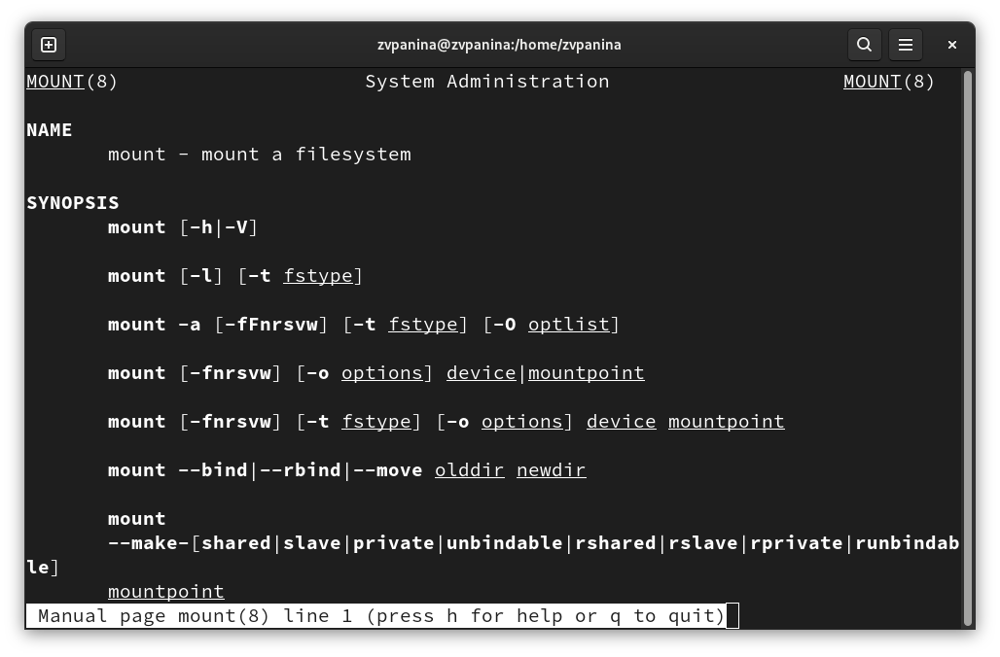 zvpanina@zvpanina:/home/zvpanina
MOUNT(8) System Administration MOUNT(8)
NAME
mount - mount a filesystem
SYNOPSIS
mount [-h|-V]
mount [-l] [-t fstype]
mount -a [-fFnrsvw] [-t fstype] [-O optlist]
mount [-fnrsvw] [-o options] device|mountpoint
mount [-fnrsvw] [-t fstype] [-o options] device mountpoint
mount --bind|--rbind|--move olddir newdir
mount
--make-[shared|slave|private|unbindable|rshared|rslave|rprivate|runbindab
le]
mountpoint
Manual page mount(8) line 1 (press h for help or q to quit)